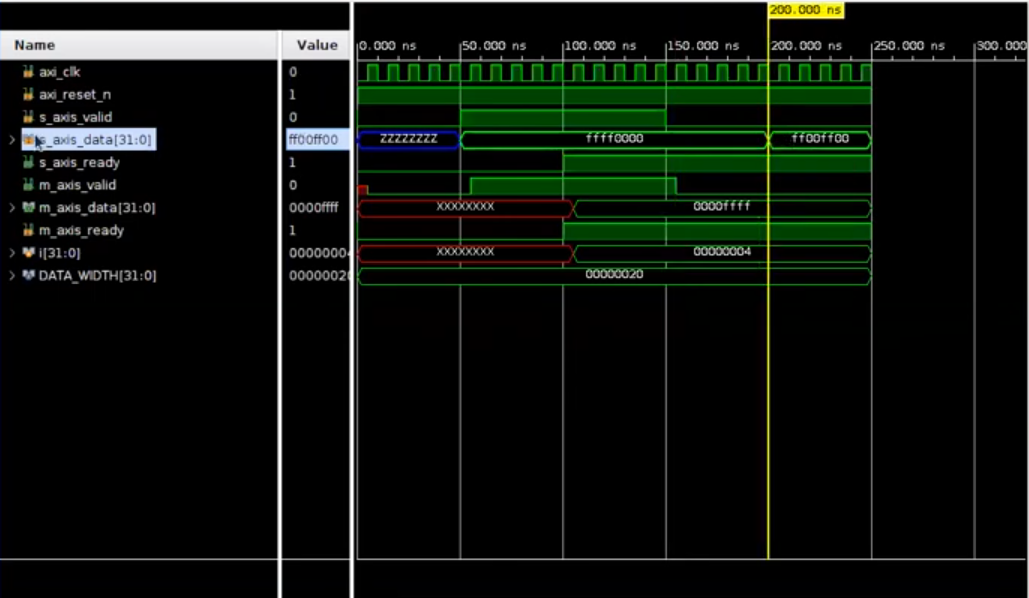 200.000 ns
Name Value 0.000 ns 50.000 ns 100.000 ns 150.000 ns 200.000 ns 250.000 ns 300.000
axi_clk 0
axi_reset_n 1
s_axis_valid 0
s_axis_data[31:0] ff00ff00 ZZZZZZZZ ffff0000 ff00ff00
s_axis_ready 1
m_axis_valid 0
m_axis_data[31:0] 0000ffff XXXXXXXX 0000ffff
m_axis_ready 1
i[31:0] 00000004 XXXXXXXX 00000004
DATA_WIDTH[31:0] 00000020 00000020